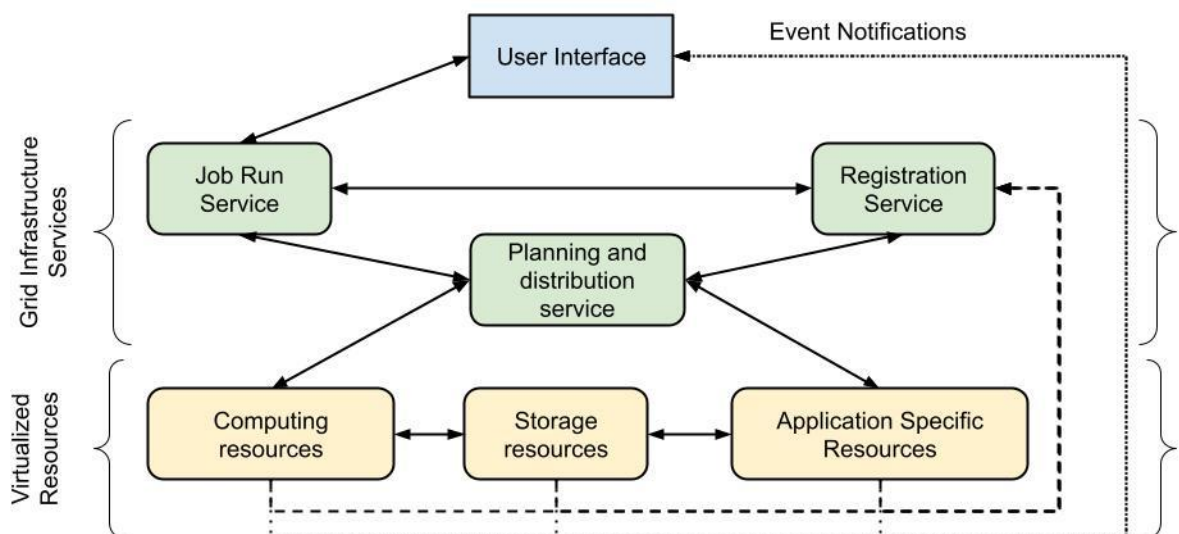 Event Notifications
User Interface
Grid Infrastructure
Services
Job Run
Service
Registration
Service
Planning and
distribution
service
Virtualized
Resources
Computing
resources
Storage
resources
Application Specific
Resources